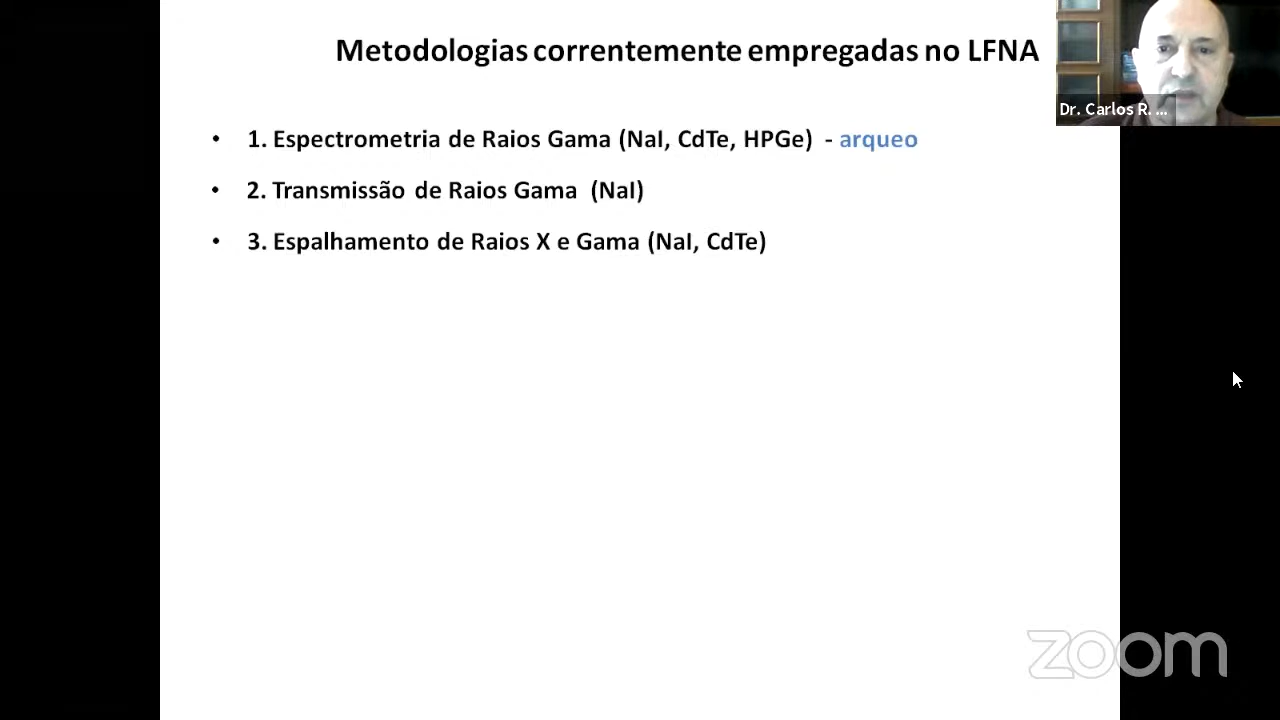 Metodologias correntemente empregadas no LFNA
Dr. Carlos R. ...
• 1. Espectrometria de Raios Gama (NaI, CdTe, HPGe) - arqueo
• 2. Transmissão de Raios Gama (NaI)
• 3. Espalhamento de Raios X e Gama (NaI, CdTe)
zoom